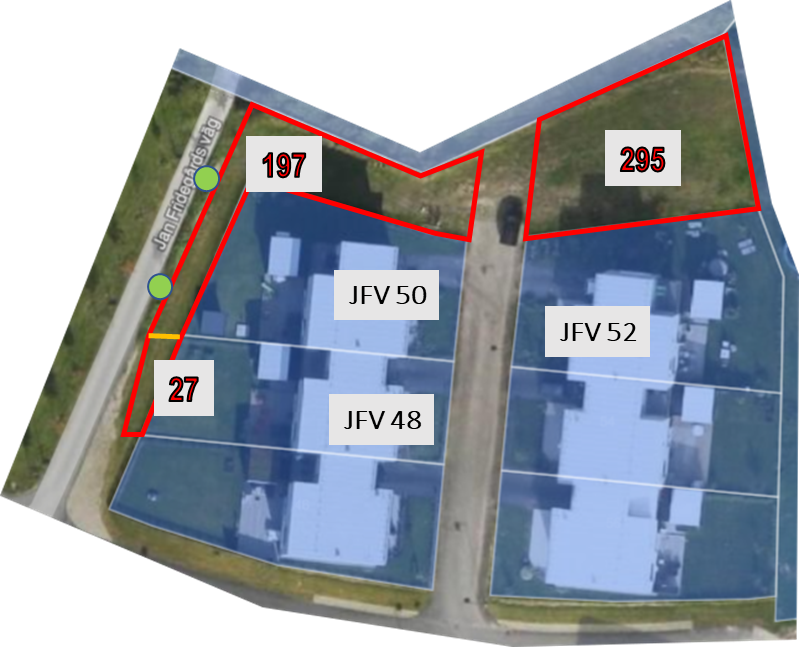 Jan Fridegårds väg
197
295
JFV 50
JFV 52
27
JFV 48